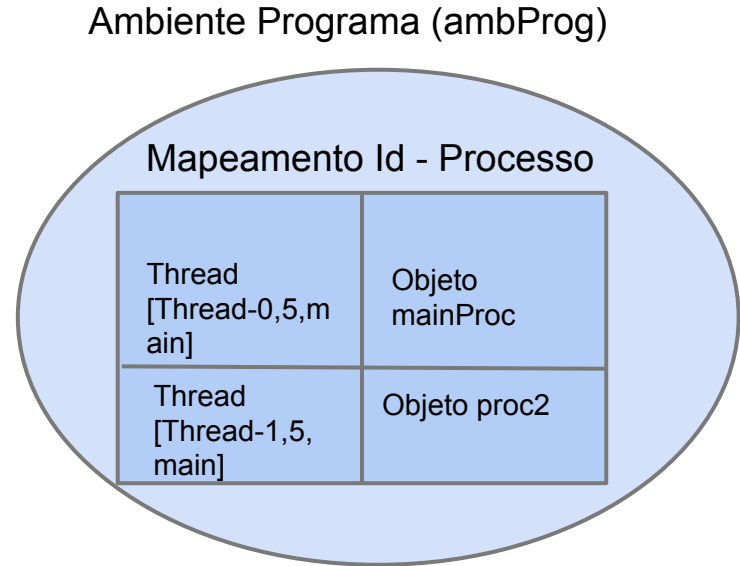 Ambiente Programa (ambProg)
Mapeamento Id - Processo
Thread
[Thread-0,5,m
ain]
Objeto
mainProc
Thread
[Thread-1,5,
main]
Objeto proc2